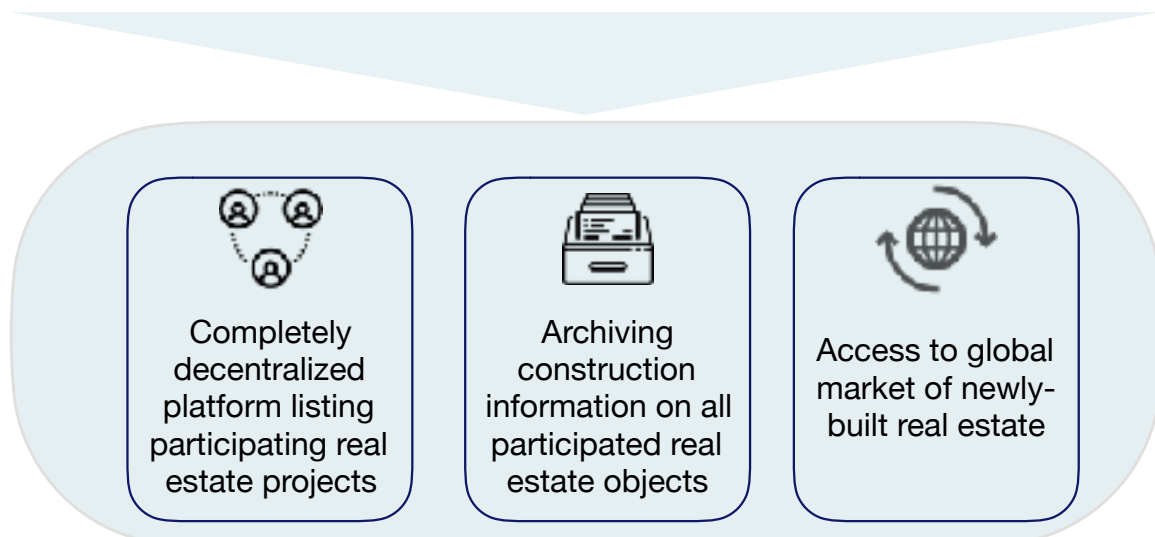 Completely
decentralized
platform listing
participating real
estate projects
Archiving
construction
information on all
participated real
estate objects
Access to global
market of newly-
built real estate